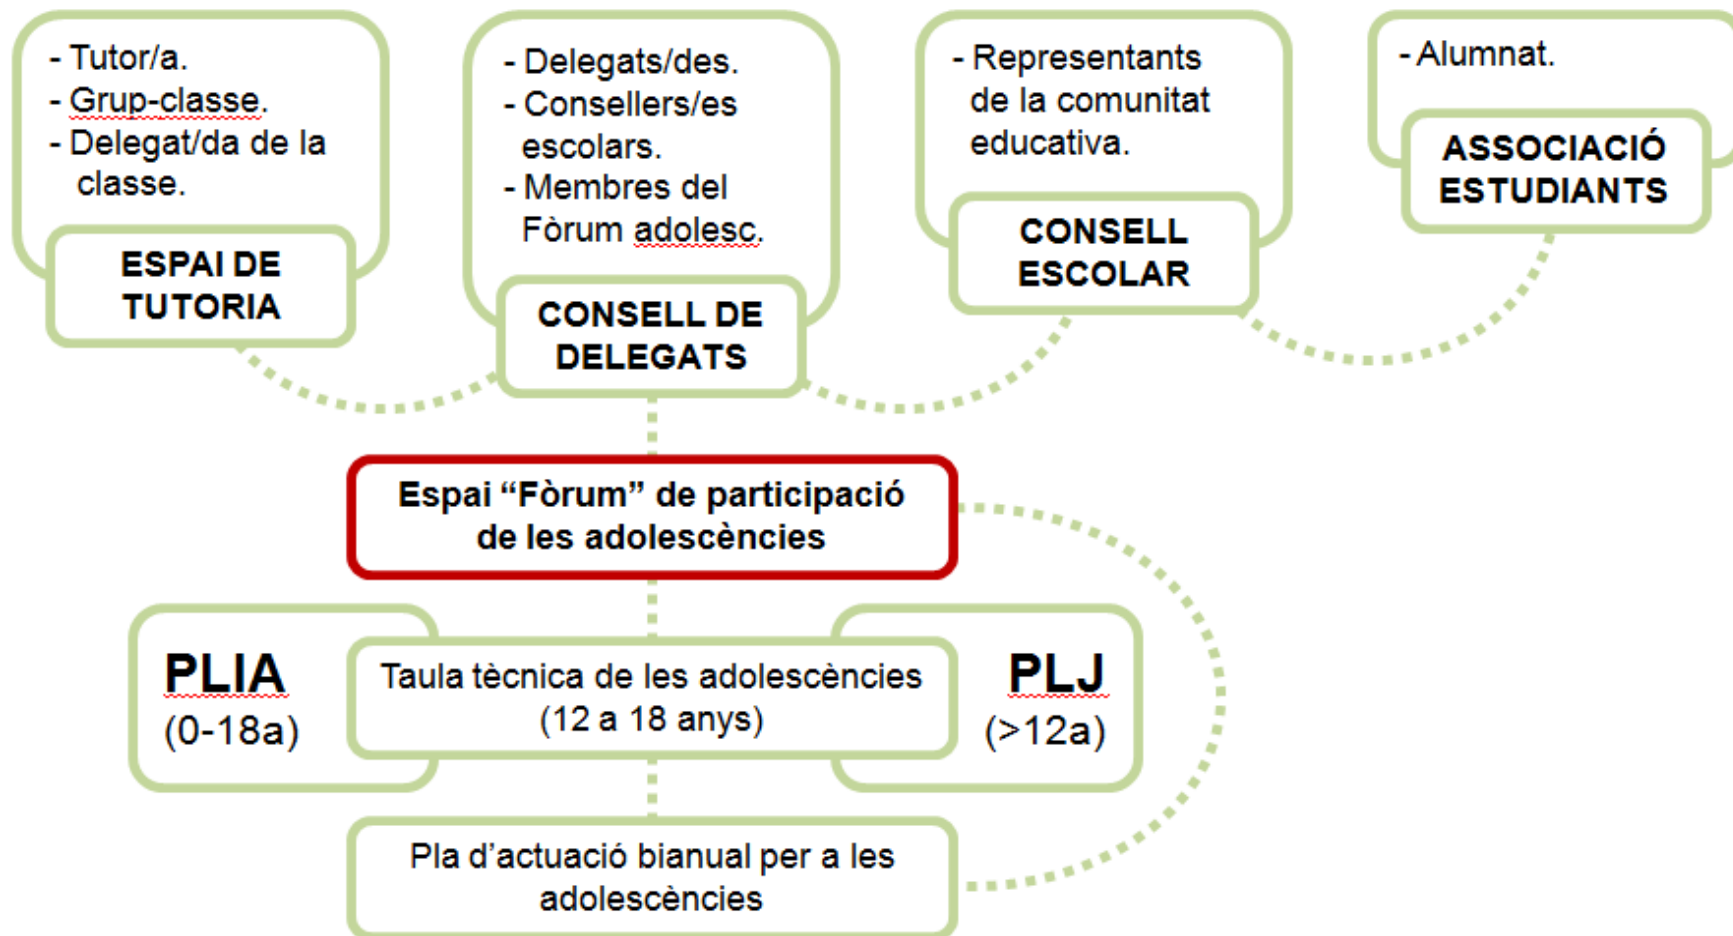 - Tutor/a.
- Grup-classe.
- Delegat/da de la
classe.
ESPAI DE
TUTORIA
- Delegats/des.
- Consellers/es
escolars.
- Membres del
Fòrum adolesc.
CONSELL DE
DELEGATS
- Representants
de la comunitat
educativa.
CONSELL
ESCOLAR
- Alumnat.
ASSOCIACIÓ
ESTUDIANTS
Espai “Fòrum” de participació
de les adolescències
PLIA
(0-18a)
Taula tècnica de les adolescències
(12 a 18 anys)
PLJ
(>12a)
Pla d’actuació bianual per a les
adolescències